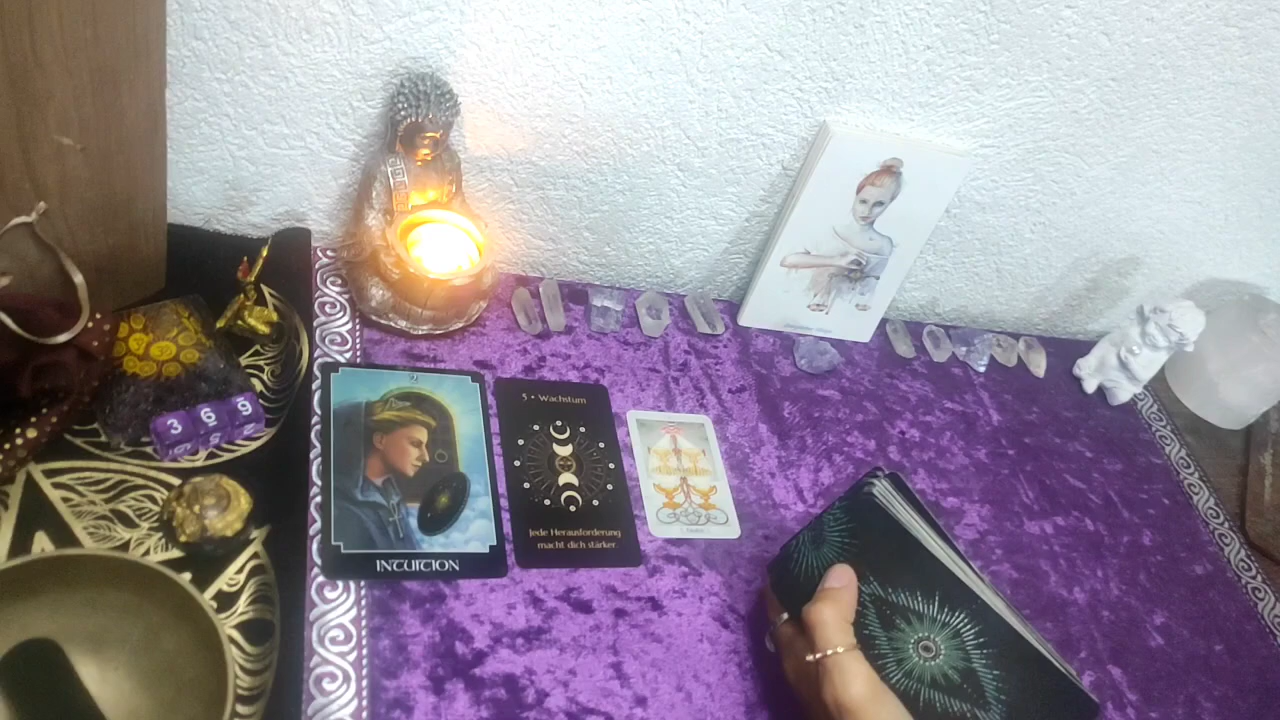 2
INTUITION
5 • Wachstum
Jede Herausforderung
macht dich stärker.
3 6 9